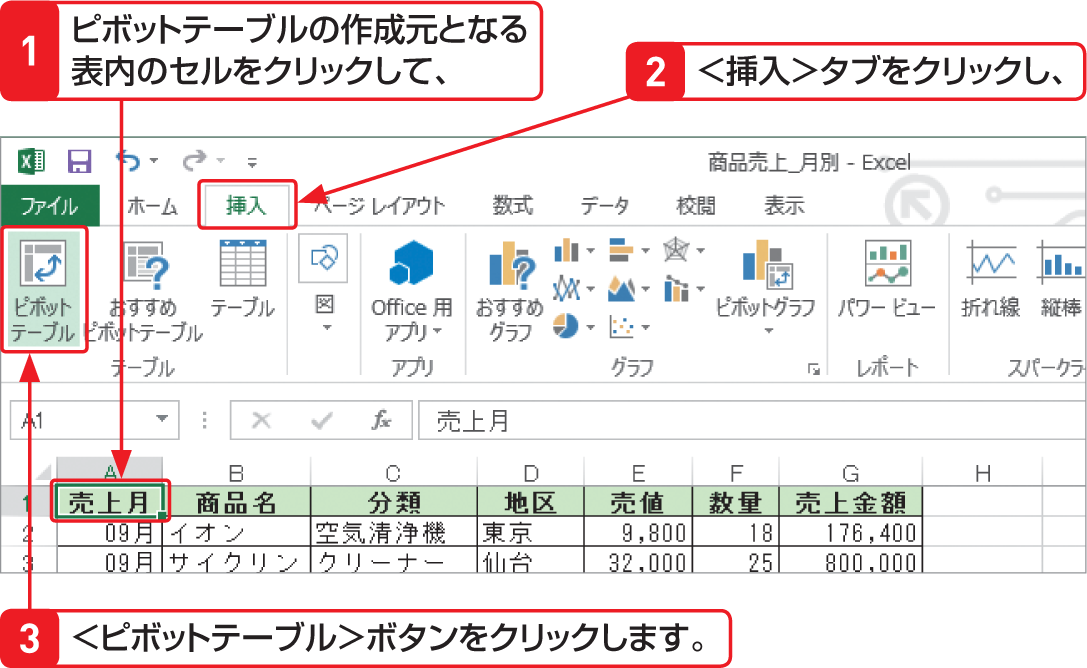 1
ピボットテーブルの作成元となる
表内のセルをクリックして、
2
＜挿入＞タブをクリックし、
商品売上_月別 - Excel
ファイル ホーム 挿入 ページ レイアウト 数式 データ 校閲 表示
ピボット
テーブル
おすすめ
ピボットテーブル
テーブル
図
Office 用
アプリ
おすすめ
グラフ
ピボットグラフ
パワー ビュー
折れ線
縦棒
テーブル アプリ グラフ レポート スパークラ
A1 fx 売上月
A B C D E F G H
1 売上月 商品名 分類 地区 売値 数量 売上金額
2 09月 イオン 空気清浄機 東京 9,800 18 176,400
3 09月 サイクリン クリーナー 仙台 32,000 25 800,000
3
＜ピボットテーブル＞ボタンをクリックします。